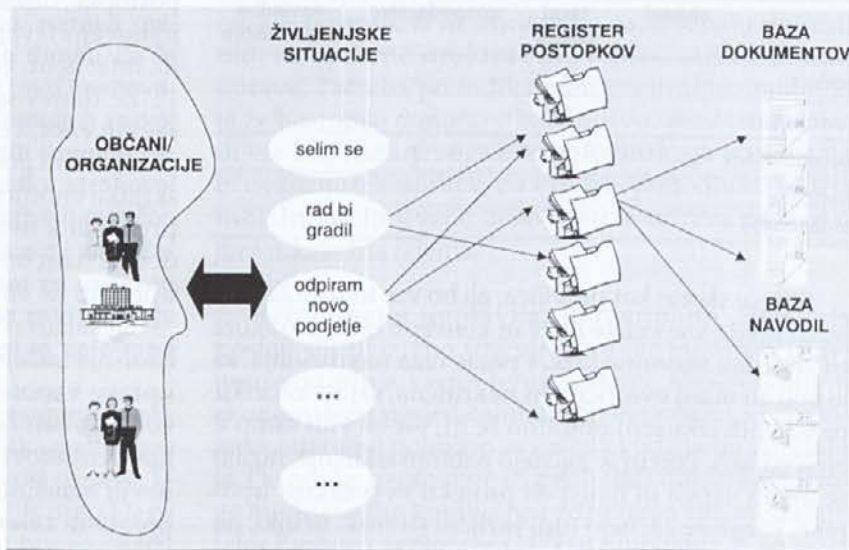 ŽIVLJENJSKE
SITUACIJE
REGISTER
POSTOPKOV
BAZA
DOKUMENTOV
OBČANI/
ORGANIZACIJE
selim se
rad bi
gradil
odpiram
novo
podjetje
...
...
BAZA
NAVODIL